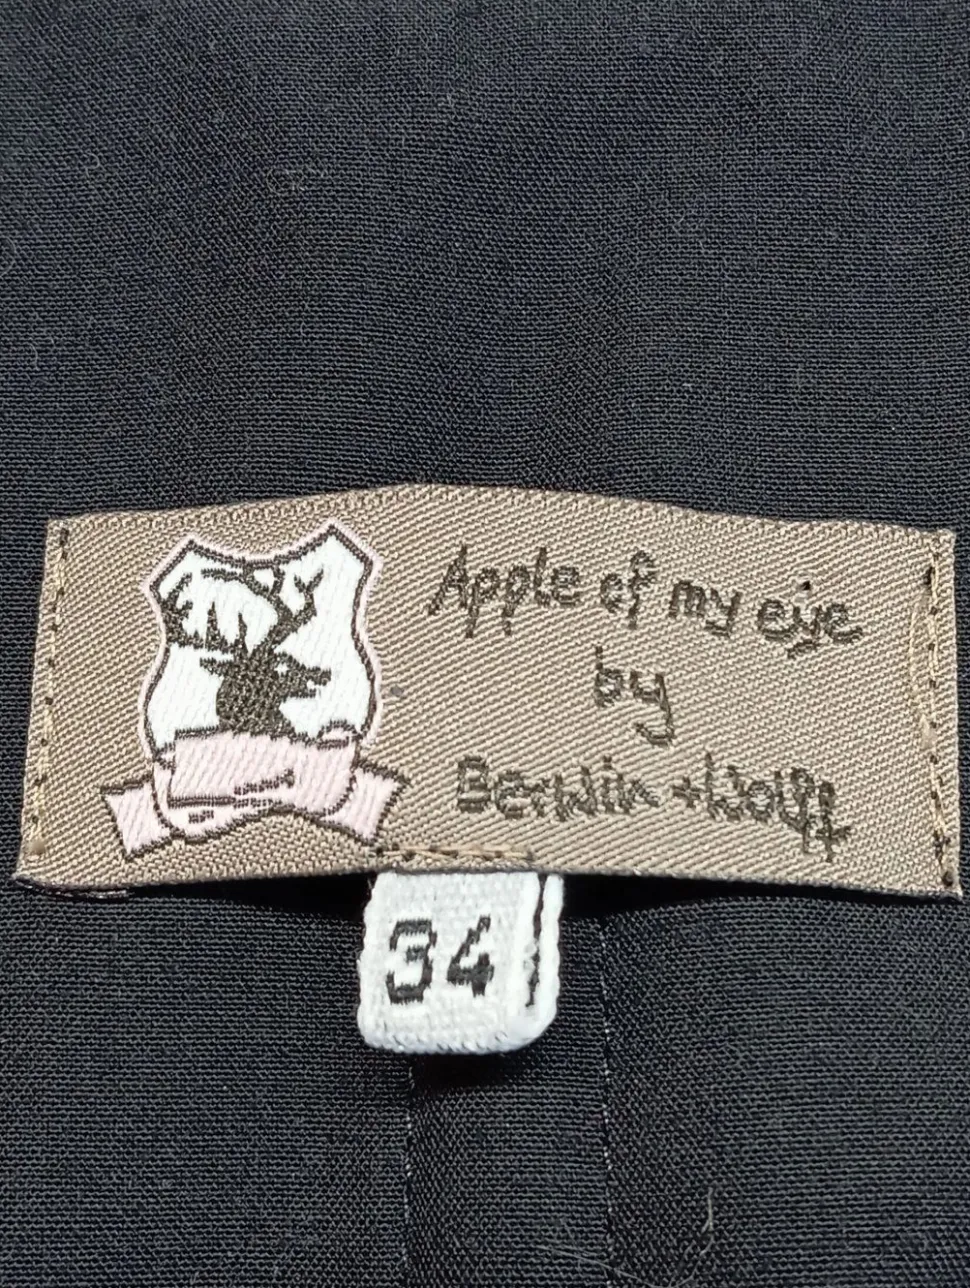 Apple of my eye
by
Berwin + Wolff
34